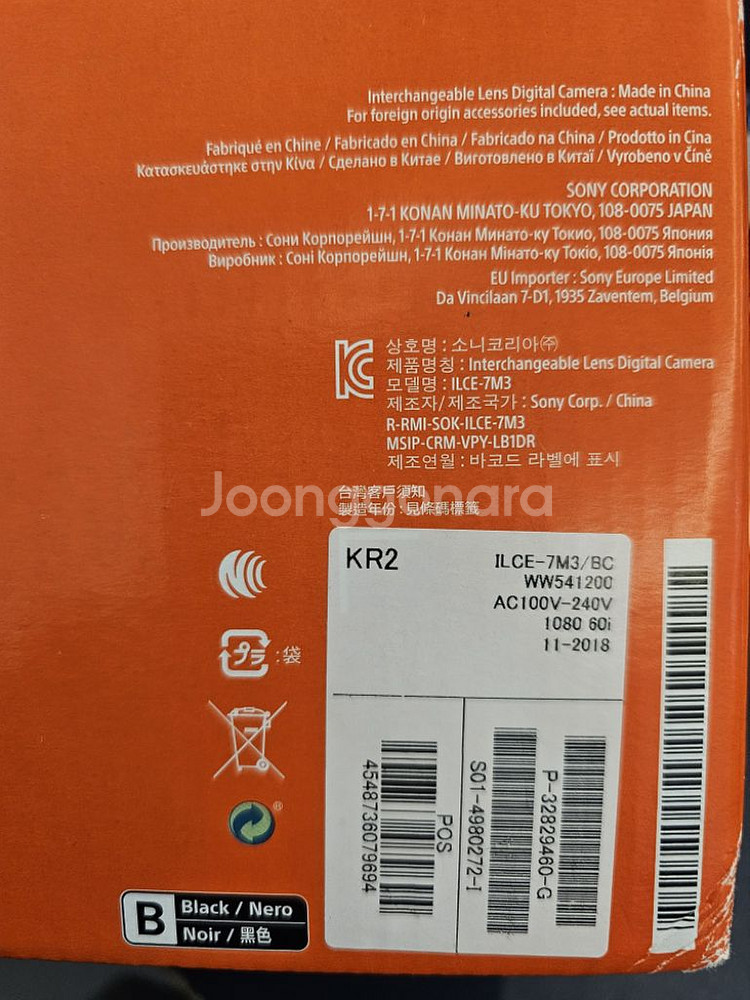 Interchangeable Lens Digital Camera : Made in China
For foreign origin accessories included, see actual items.
Fabriqué en Chine / Fabricado en China / Fabricado na China / Prodotto in Cina
Κατασκευάστηκε στην Κίνα / Сделано в Китае / Виготовлено в Китаї / Vyrobeno v Číně
SONY CORPORATION
1-7-1 KONAN MINATO-KU TOKYO, 108-0075 JAPAN
Производитель : Сони Корпорейшн, 1-7-1 Конан Минато-ку Токио, 108-0075 Япония
Виробник : Соні Корпорейшн, 1-7-1 Конан Мінато-ку Токіо, 108-0075 Японія
EU Importer : Sony Europe Limited
Da Vincilaan 7-D1, 1935 Zaventem, Belgium
상호명 : 소니코리아㈜
제품명칭 : Interchangeable Lens Digital Camera
모델명 : ILCE-7M3
제조자/제조국가 : Sony Corp. / China
R-RMI-SOK-ILCE-7M3
MSIP-CRM-VPY-LB1DR
제조연월 : 바코드 라벨에 표시
Joonggonara
台灣客戶須知
製造年份 : 見條碼標籤
KR2
ILCE-7M3/BC
WW541200
AC100V-240V
1080 60i
11-2018
プラ : 袋
4548736079694
POS
S01-4980272-I
P-32829460-G
B
Black / Nero
Noir / 黑色